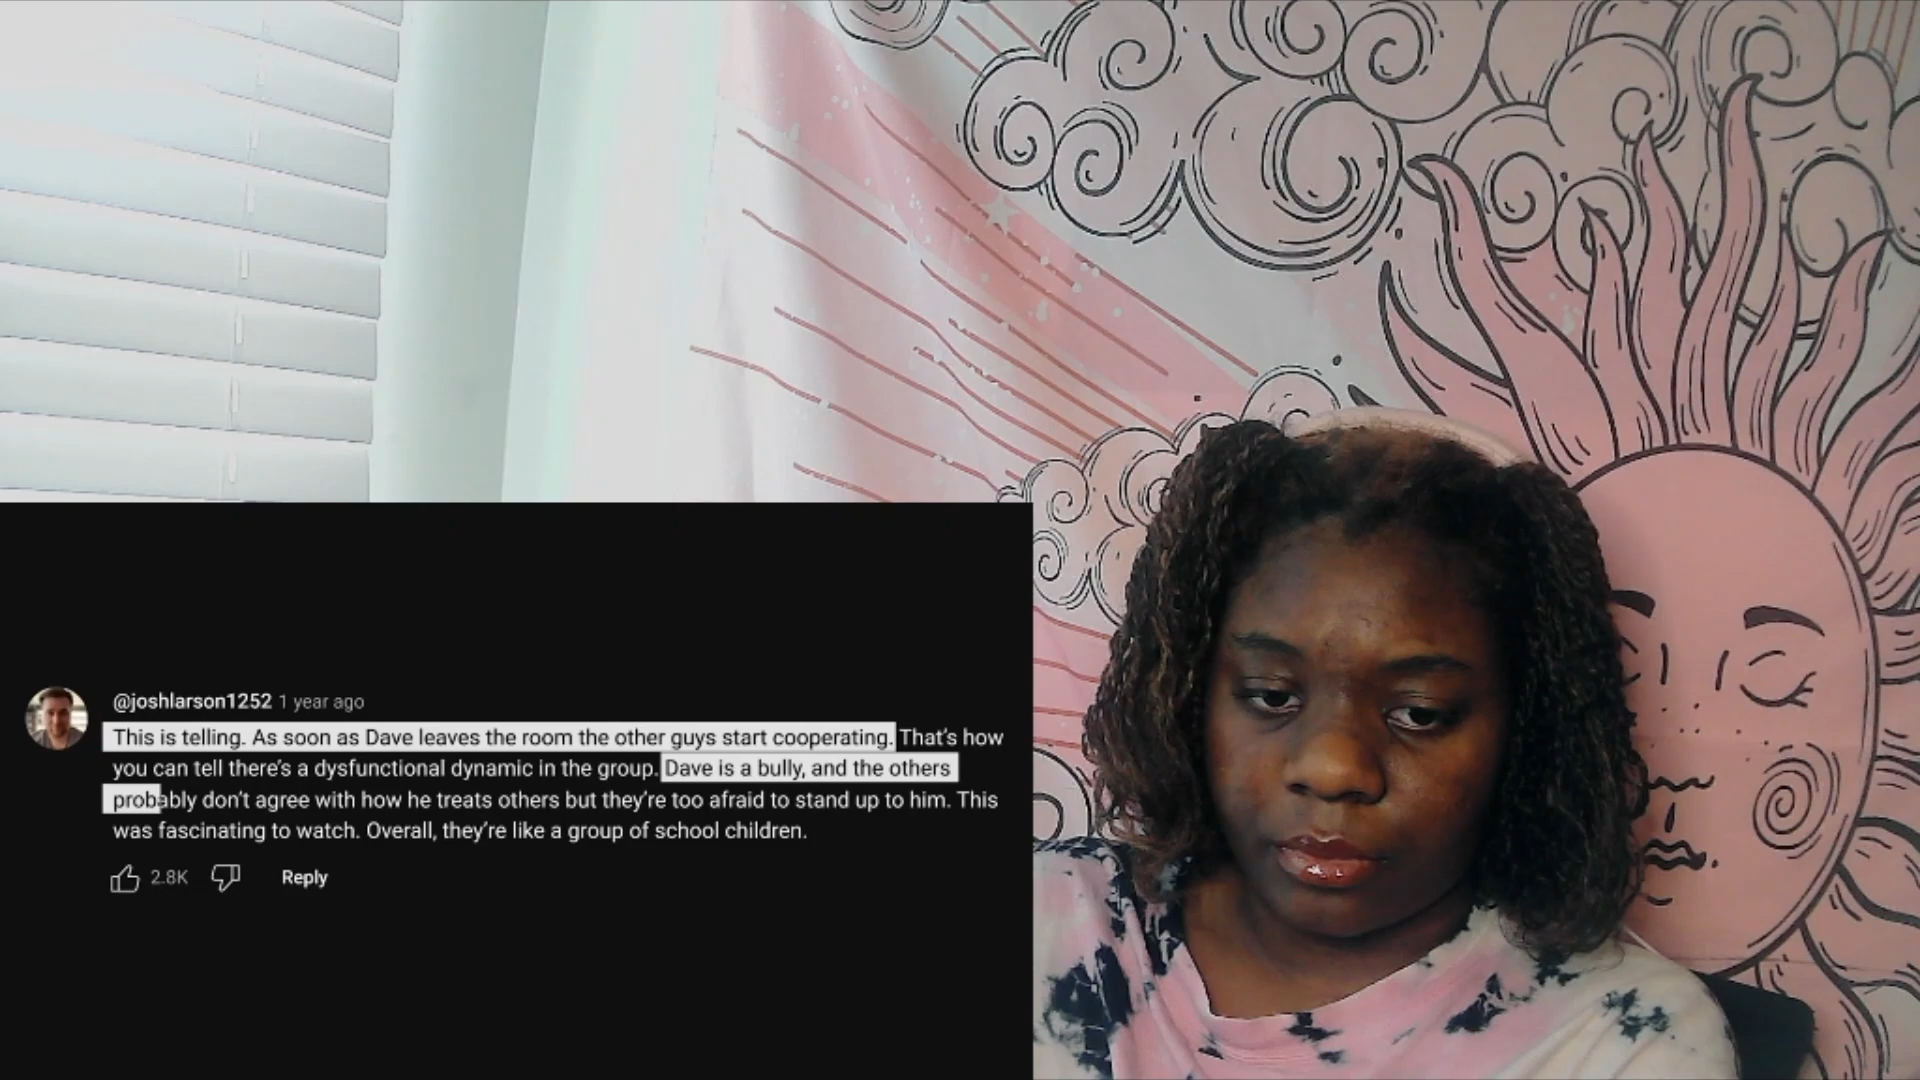 @joshlarson1252 1 year ago
This is telling. As soon as Dave leaves the room the other guys start cooperating. That's how
you can tell there's a dysfunctional dynamic in the group. Dave is a bully, and the others
probably don't agree with how he treats others but they're too afraid to stand up to him. This
was fascinating to watch. Overall, they're like a group of school children.
2.8K Reply